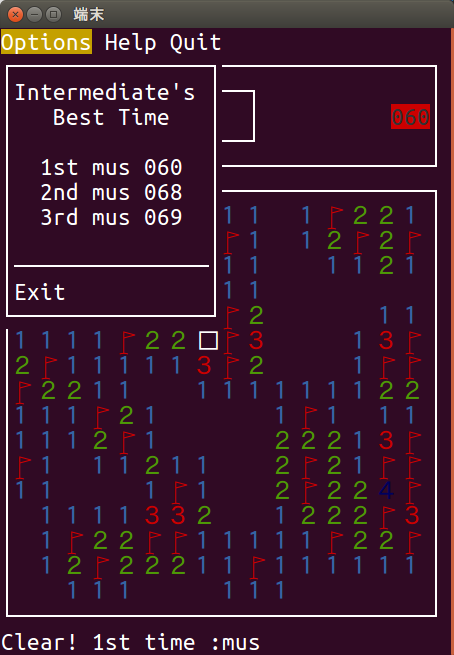 端末
Options Help Quit
Intermediate's
Best Time
060
1st mus 060
2nd mus 068
3rd mus 069
Exit
1 1 1 2 2 1
1 1 2 2
1 1 1 1 2 1
1 1
2 1 1
1 1 1 1 2 2 3 1 3
2 1 1 1 1 1 3 2 1
2 2 1 1 1 1 1 1 1 1 1 2 2
1 1 1 2 1 1 1 1 1
1 1 1 2 1 2 2 2 1 3
1 1 1 2 1 1 2 2 1
1 1 1 1 2 2 2 4
1 1 1 1 3 3 2 1 2 2 2 3
1 2 2 1 1 1 1 1 2 2
1 2 2 2 2 1 1 1 1 1 1 1 1
1 1 1 1 1 1
Clear! 1st time :mus